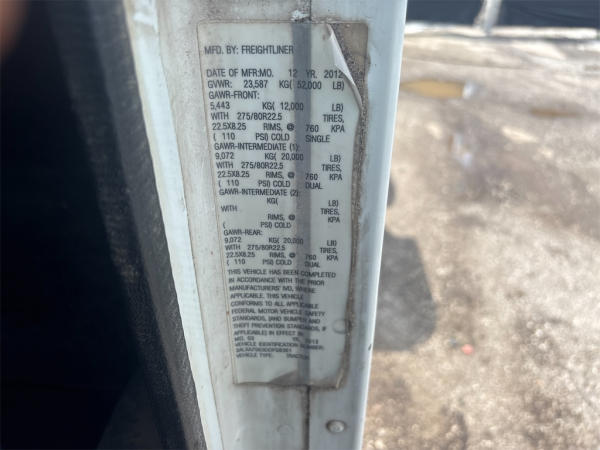 MFD. BY: FREIGHTLINER
DATE OF MFR:MO. 12 YR. 2012
GVWR: 23,587 KG( 52,000 LB)
GAWR-FRONT:
5,443 KG( 12,000 LB)
WITH 275/80R22.5 TIRES,
22.5X8.25 RIMS, @ 760 KPA
( 110 PSI) COLD SINGLE
GAWR-INTERMEDIATE (1):
9,072 KG( 20,000 LB)
WITH 275/80R22.5 TIRES,
22.5X8.25 RIMS, @ 760 KPA
( 110 PSI) COLD DUAL
GAWR-INTERMEDIATE (2):
KG( LB)
WITH TIRES,
RIMS, @ KPA
( PSI) COLD
GAWR-REAR:
9,072 KG( 20,000 LB)
WITH 275/80R22.5 TIRES,
22.5X8.25 RIMS, @ 760 KPA
( 110 PSI) COLD DUAL
THIS VEHICLE HAS BEEN COMPLETED
IN ACCORDANCE WITH THE PRIOR
MANUFACTURERS' IVD, WHERE
APPLICABLE. THIS VEHICLE
CONFORMS TO ALL APPLICABLE
FEDERAL MOTOR VEHICLE SAFETY
STANDARDS, [AND BUMPER AND
THEFT PREVENTION STANDARDS, IF
APPLICABLE] IN EFFECT IN
MO. YR.
VEHICLE IDENTIFICATION NUMBER:
VEHICLE TYPE: TRACTOR